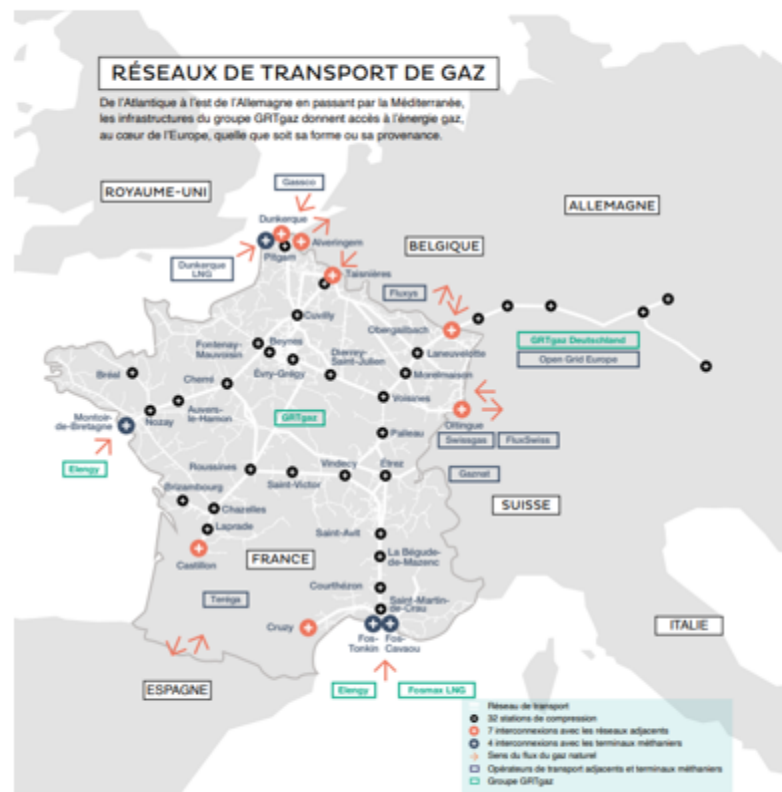 RÉSEAUX DE TRANSPORT DE GAZ
De l'Atlantique à l'est de l'Allemagne en passant par la Méditerranée,
les infrastructures du groupe GRTgaz donnent accès à l'énergie gaz,
au cœur de l'Europe, quelle que soit sa forme ou sa provenance.
ROYAUME-UNI
Gassco
ALLEMAGNE
Dunkerque
Alveringem
BELGIQUE
Pitgam
Dunkerque
LNG
Taisnières
Fluxys
Cuvilly
Obergailbach
GRTgaz Deutschland
Open Grid Europe
Fontenay-
Mauvoisin
Beynes
Dierrey-
Saint-Julien
Laneuvelotte
Évry-Grégy
Morelmaison
Bréal
Cherré
Voisines
Auvers-
le-Hamon
Nozay
Montoir-
de-Bretagne
GRTgaz
Oltingue
Palleau
Swissgas
FluxSwiss
Elengy
Roussines
Vindecy
Étrez
Saint-Victor
Gaznat
Brizambourg
SUISSE
Chazelles
Laprade
Saint-Avit
FRANCE
La Bégude-
de-Mazenc
Castillon
Courthézon
Teréga
Saint-Martin-
de-Crau
Cruzy
ITALIE
Fos-
Tonkin
Fos-
Cavaou
ESPAGNE
Elengy
Fosmax LNG
Réseau de transport
32 stations de compression
7 interconnexions avec les réseaux adjacents
4 interconnexions avec les terminaux méthaniers
Sens du flux du gaz naturel
Opérateurs de transport adjacents et terminaux méthaniers
Groupe GRTgaz